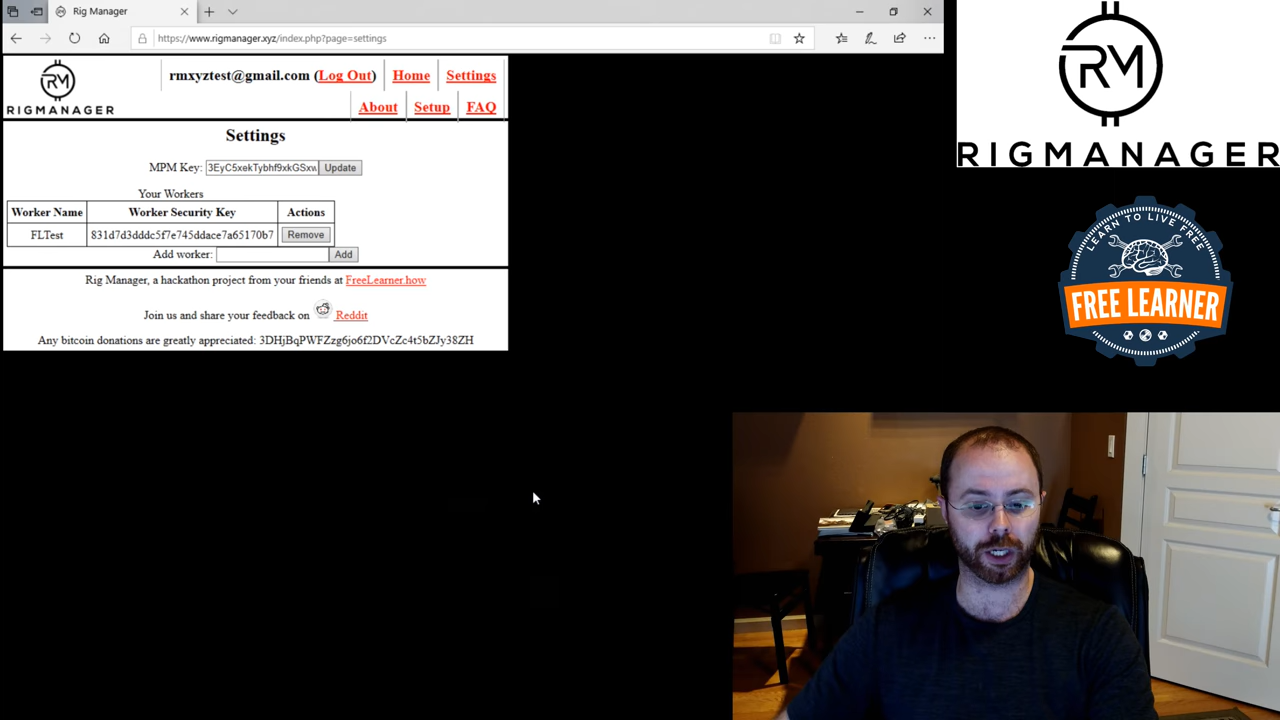 Rig Manager
https://www.rigmanager.xyz/index.php?page=settings
RM
RIGMANAGER
rmxyztest@gmail.com (Log Out) Home Settings
About Setup FAQ
Settings
MPM Key: 3EyC5xekTybhf9xkGSxw Update
Your Workers
Worker Name Worker Security Key Actions
FLTest 831d7d3dddc5f7e745ddace7a65170b7 Remove
Add worker: Add
Rig Manager, a hackathon project from your friends at FreeLearner.how
Join us and share your feedback on Reddit
Any bitcoin donations are greatly appreciated: 3DHjBqPWFZzg6jo6f2DVcZc4t5bZJy38ZH
RM
RIGMANAGER
LEARN TO LIVE FREE
FREE LEARNER